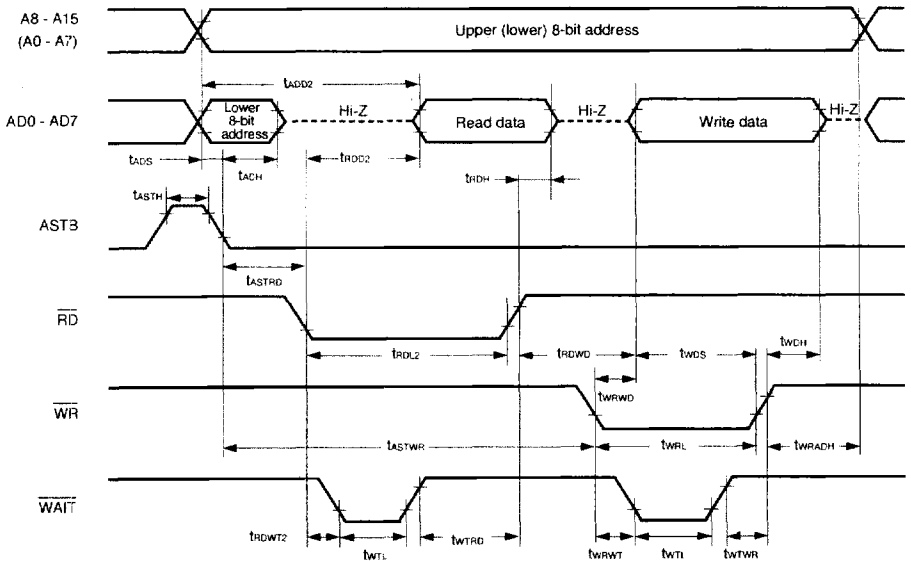 A8 - A15
(A0 - A7)
Upper (lower) 8-bit address
tADD2
AD0 - AD7
Lower
8-bit
address
Hi-Z
Read data
Hi-Z
Write data
Hi-Z
tADS
tADH
tRDD2
tRDH
tASTH
ASTB
tASTRD
RD
tRDL2
tRDWD
tWDS
tWDH
tWRWD
WR
tASTWR
tWRL
tWRADH
WAIT
tRDWT2
tWTL
tWTRD
tWRWT
tWTL
tWTWR